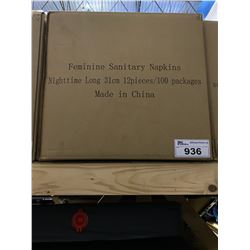 Feminine Sanitary Napkins
Nighttime Long 31cm 12pieces/100 packages
Made in China
936